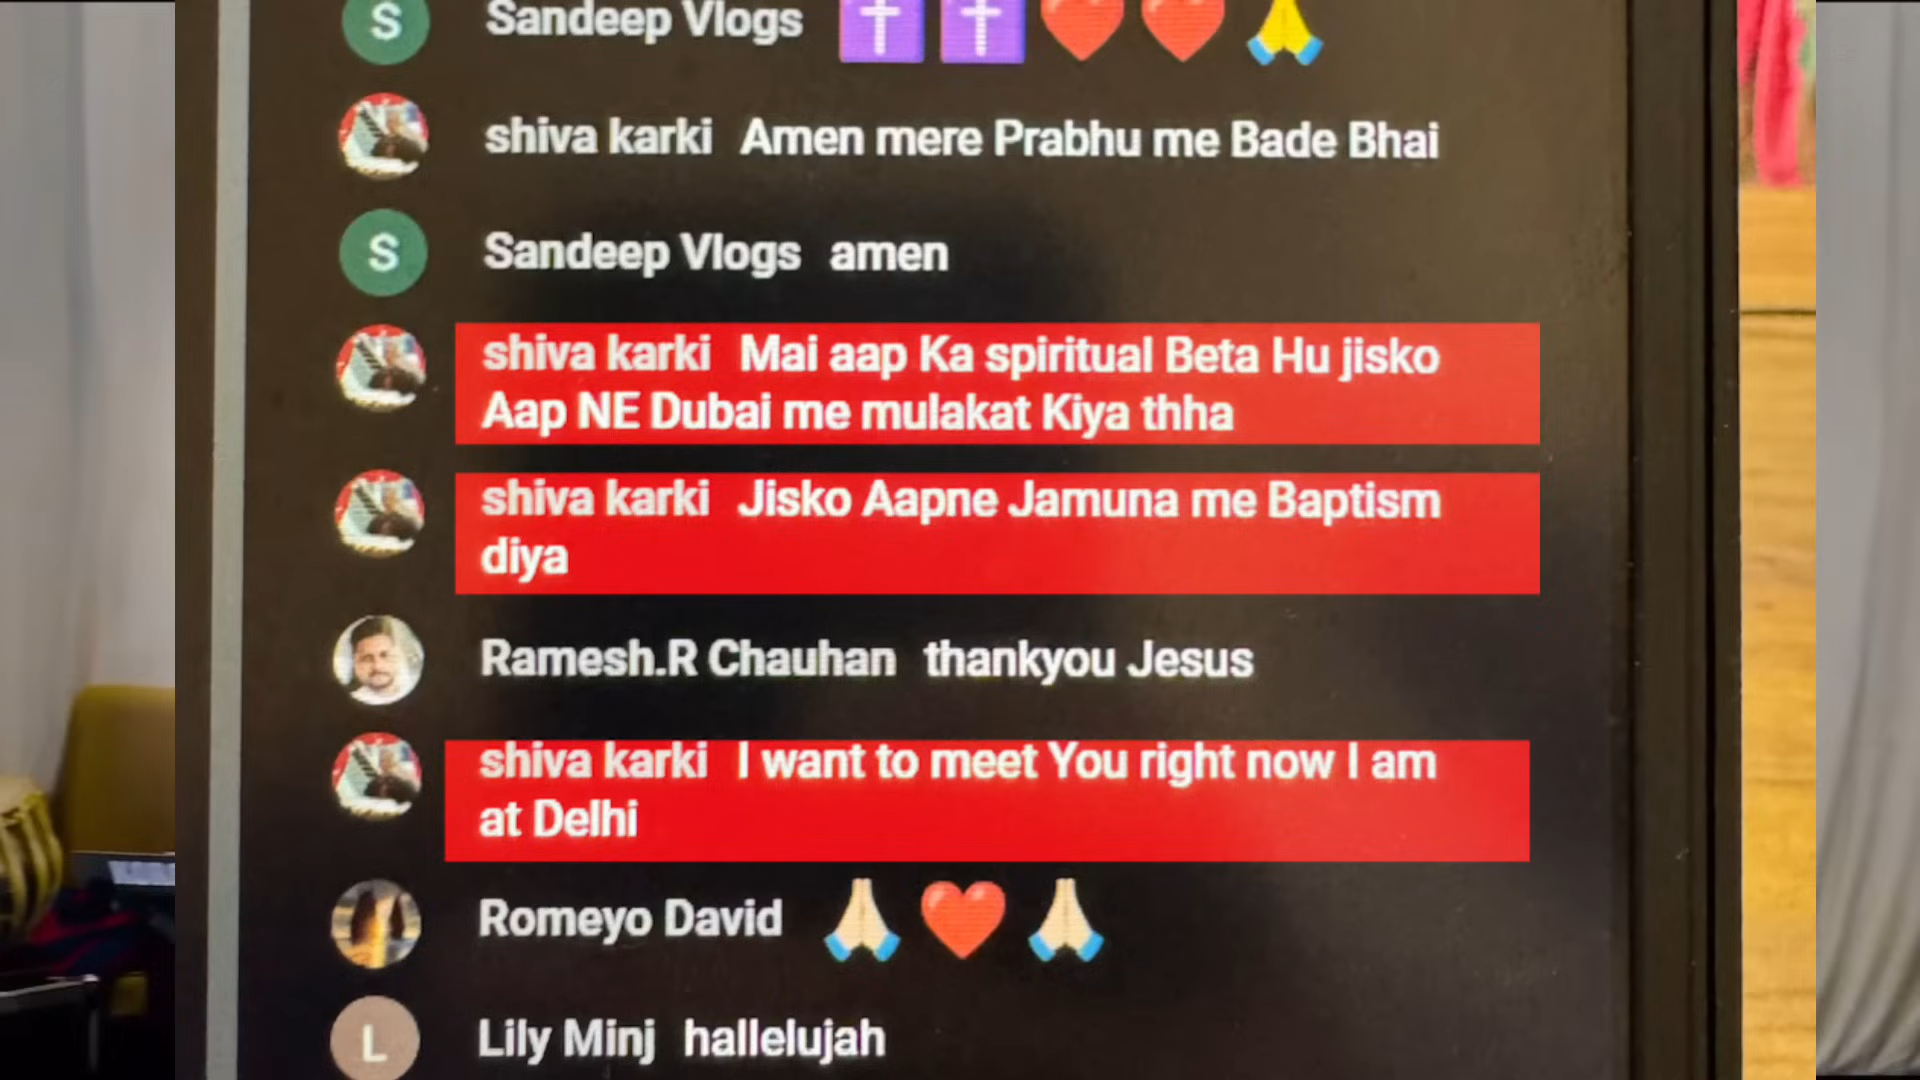 S Sandeep Vlogs ✝️ ✝️ ❤️ ❤️ 🙏
shiva karki Amen mere Prabhu me Bade Bhai
S Sandeep Vlogs amen
shiva karki Mai aap Ka spiritual Beta Hu jisko
Aap NE Dubai me mulakat Kiya thha
shiva karki Jisko Aapne Jamuna me Baptism
diya
Ramesh.R Chauhan thankyou Jesus
shiva karki I want to meet You right now I am
at Delhi
Romeyo David 🙏🏻 ❤️ 🙏🏻
L Lily Minj hallelujah